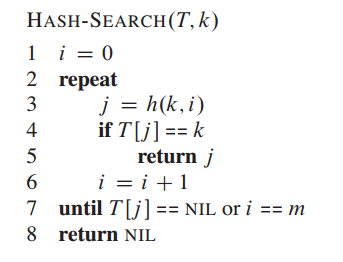 HASH-SEARCH(T, k)
1 i = 0
2 repeat
3 j = h(k, i)
4 if T[j] == k
5 return j
6 i = i + 1
7 until T[j] == NIL or i == m
8 return NIL